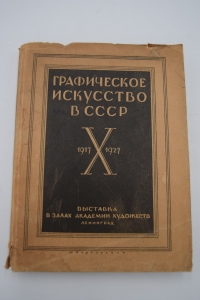 ГРАФИЧЕСКОЕ
ИСКУССТВО
В СССР
1917 X 1927
ВЫСТАВКА
В ЗАЛАХ АКАДЕМИИ ХУДОЖЕСТВ
ЛЕНИНГРАД